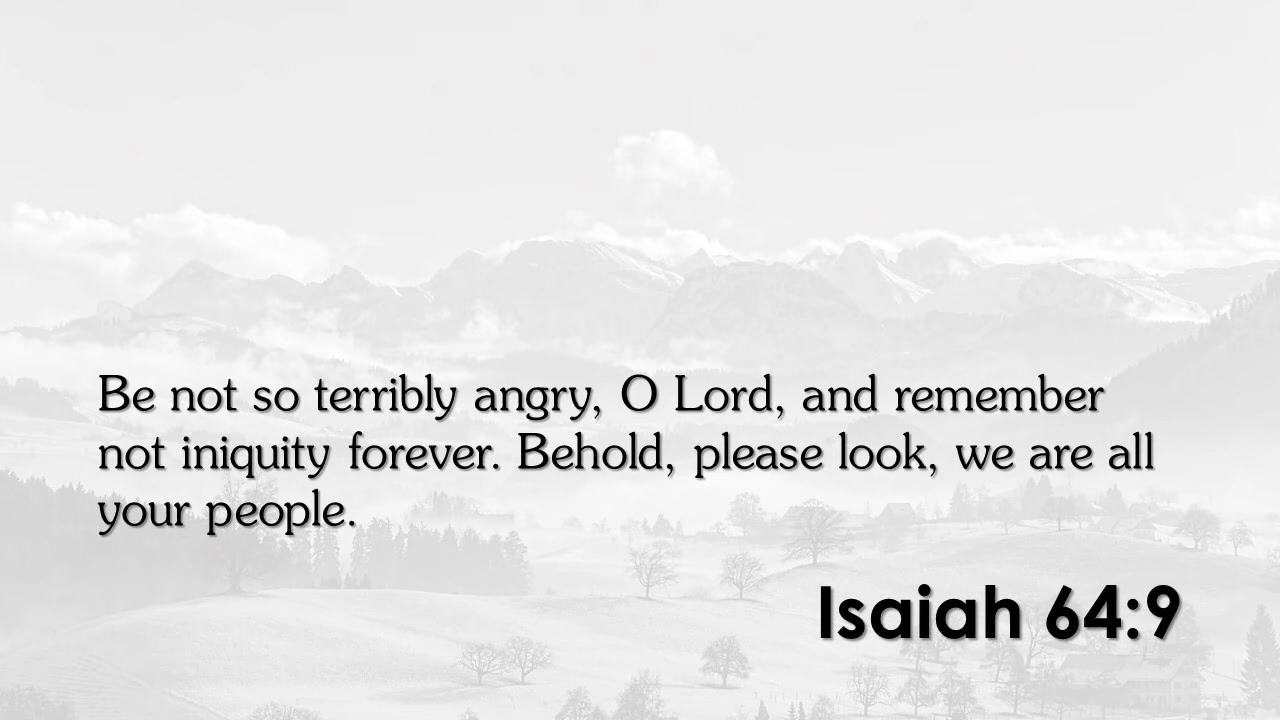 Be not so terribly angry, O Lord, and remember
not iniquity forever. Behold, please look, we are all
your people.
Isaiah 64:9